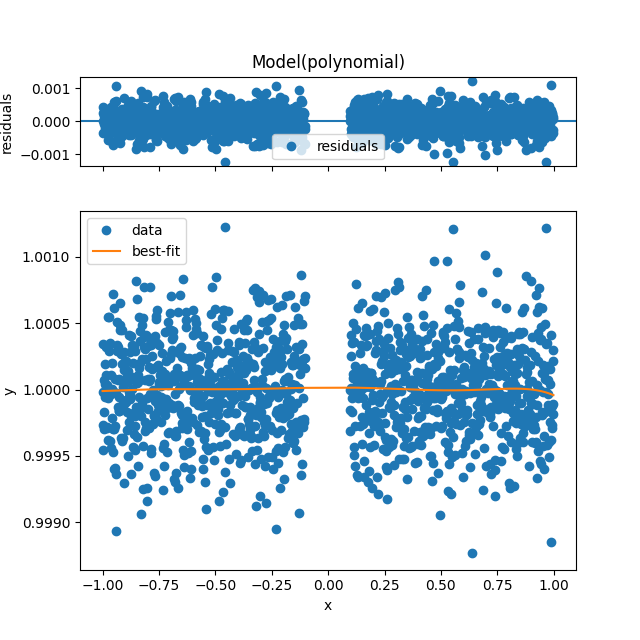 Model(polynomial)
residuals
0.001
0.000
−0.001
residuals
data
best-fit
y
1.0010
1.0005
1.0000
0.9995
0.9990
−1.00 −0.75 −0.50 −0.25 0.00 0.25 0.50 0.75 1.00
x